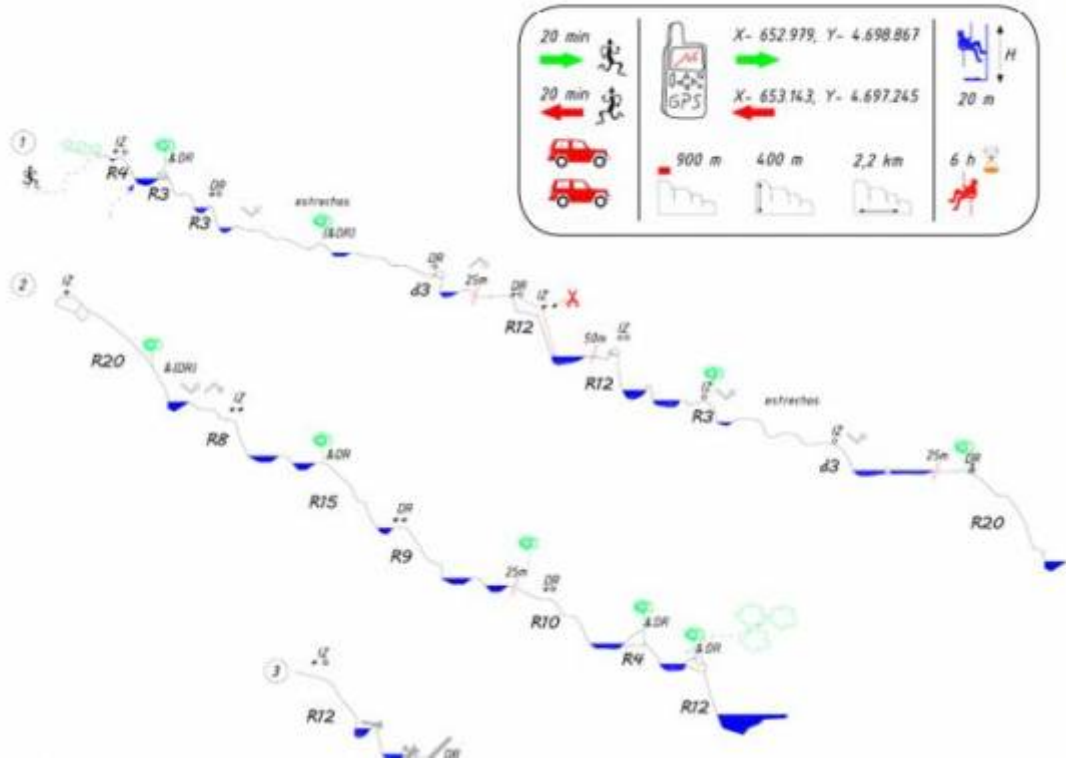 20 min
X- 652.979, Y- 4.698.867
H
20 min
GPS
X- 653.143, Y- 4.697.245
20 m
900 m
400 m
2,2 km
6 h
1
IZ
R4
&DR
R3
DR
R3
estrechos
(&DR)
DR
d3
25m
DR
R12
IZ
50m
IZ
R12
IZ
R3
estrechos
IZ
d3
25m
DR
R20
2
IZ
R20
&(DR)
IZ
R8
&DR
R15
DR
R9
25m
DR
R10
&DR
R4
&DR
R12
3
IZ
R12
DR